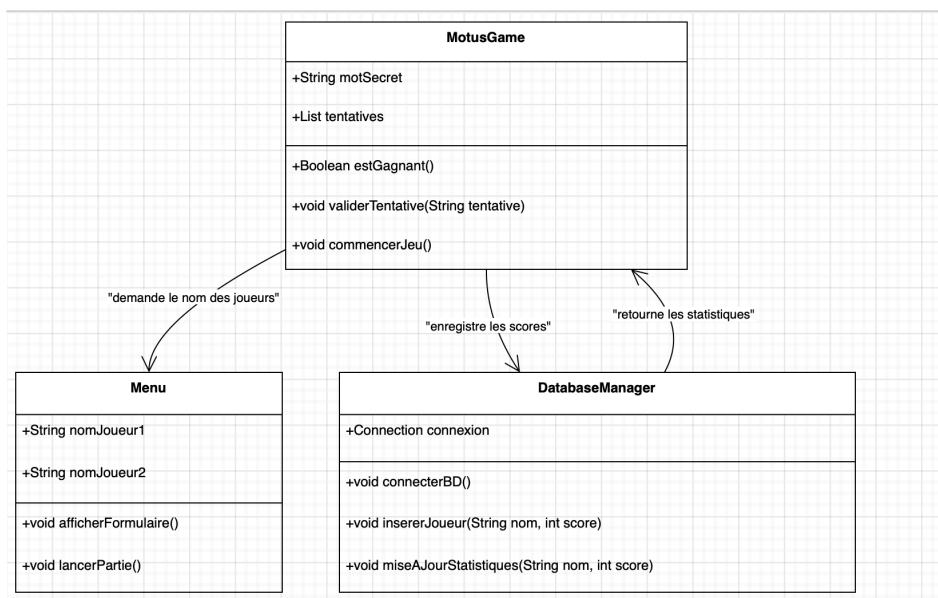 MotusGame
+String motSecret
+List tentatives
+Boolean estGagnant()
+void validerTentative(String tentative)
+void commencerJeu()
"demande le nom des joueurs"
"enregistre les scores"
"retourne les statistiques"
Menu
+String nomJoueur1
+String nomJoueur2
+void afficherFormulaire()
+void lancerPartie()
DatabaseManager
+Connection connexion
+void connecterBD()
+void insererJoueur(String nom, int score)
+void miseAJourStatistiques(String nom, int score)